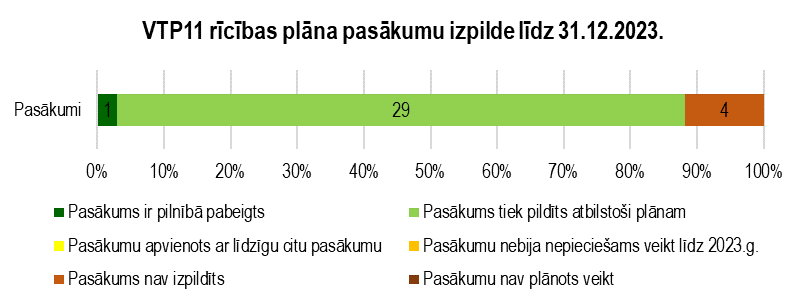 VTP11 rīcības plāna pasākumu izpilde līdz 31.12.2023.
Pasākumi 1 29 4
0% 10% 20% 30% 40% 50% 60% 70% 80% 90% 100%
Pasākums ir pilnībā pabeigts Pasākums tiek pildīts atbilstoši plānam
Pasākumu apvienots ar līdzīgu citu pasākumu Pasākumu nebija nepieciešams veikt līdz 2023.g.
Pasākums nav izpildīts Pasākumu nav plānots veikt